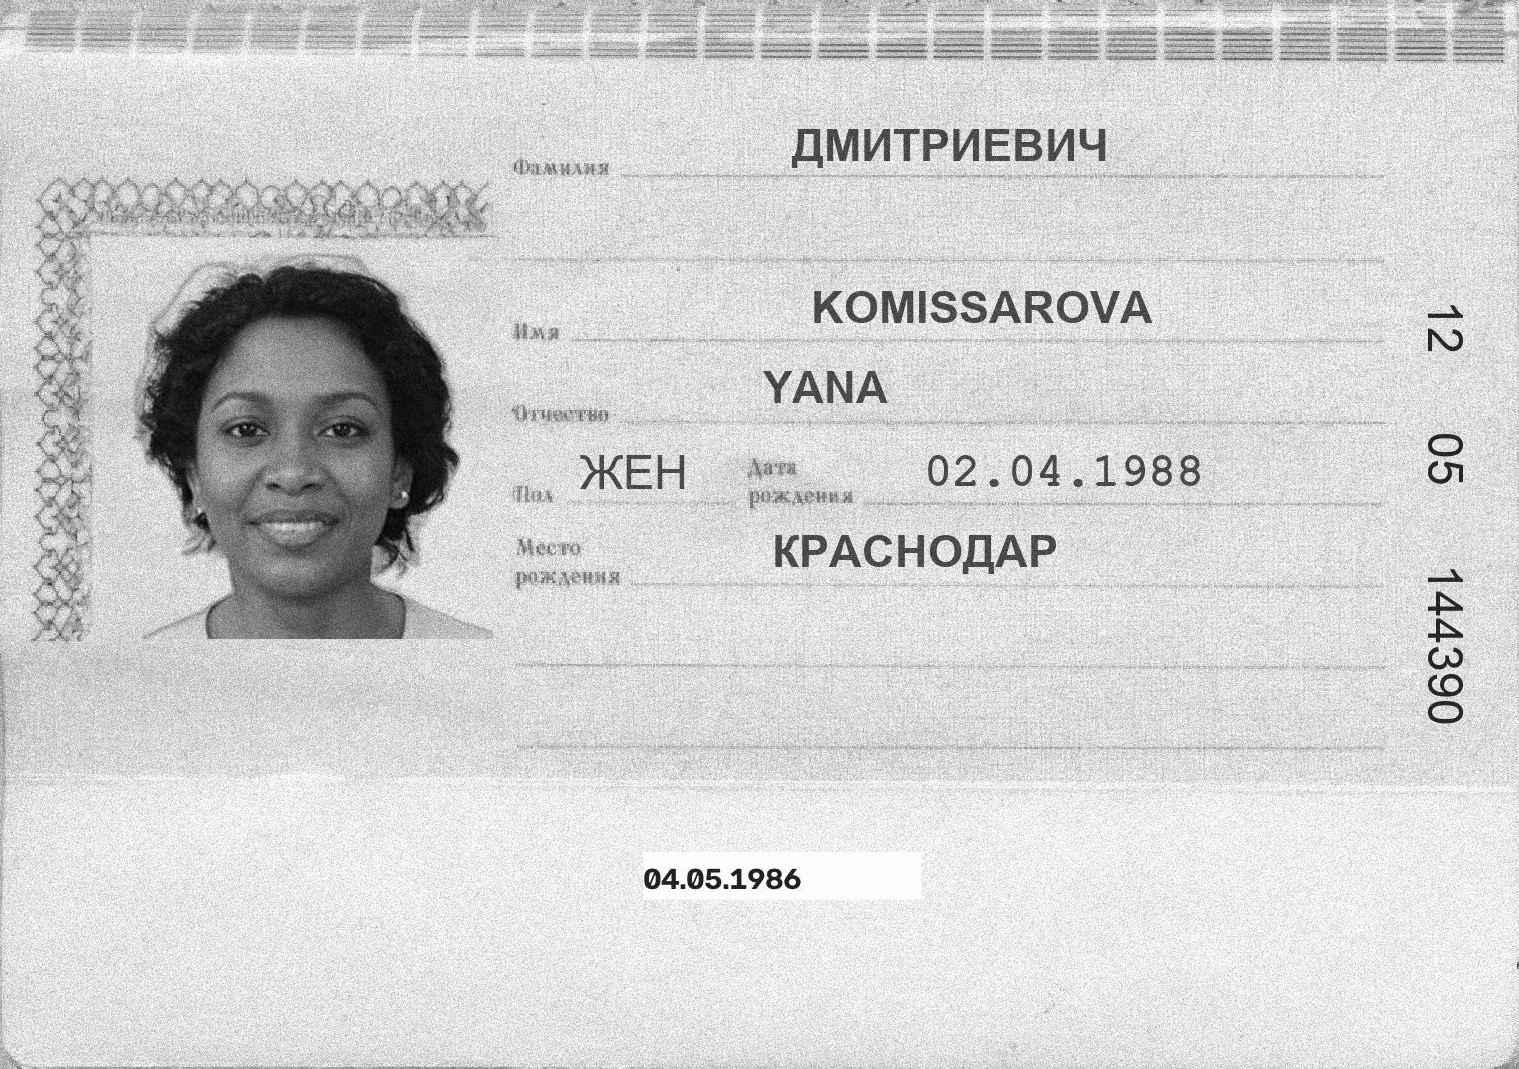 Фамилия ДМИТРИЕВИЧ
Имя KOMISSAROVA
Отчество YANA
Пол ЖЕН Дата рождения 02.04.1988
Место рождения КРАСНОДАР
12 05 144390
04.05.1986